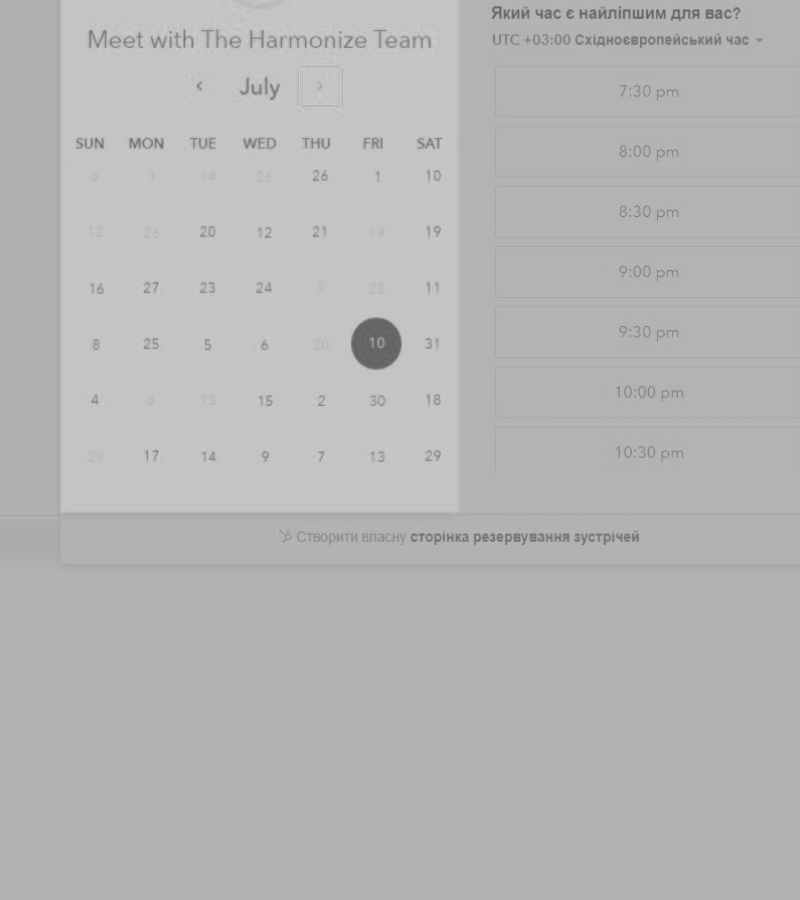 Meet with The Harmonize Team
July
SUN MON TUE WED THU FRI SAT
6 1 14 26 26 1 10
12 26 20 12 21 14 19
16 27 23 24 7 28 11
8 25 5 6 20 10 31
4 6 13 15 2 30 18
29 17 14 9 7 13 29
Який час є найліпшим для вас?
UTC +03:00 Східноєвропейський час
7:30 pm
8:00 pm
8:30 pm
9:00 pm
9:30 pm
10:00 pm
10:30 pm
Створити власну сторінка резервування зустрічей